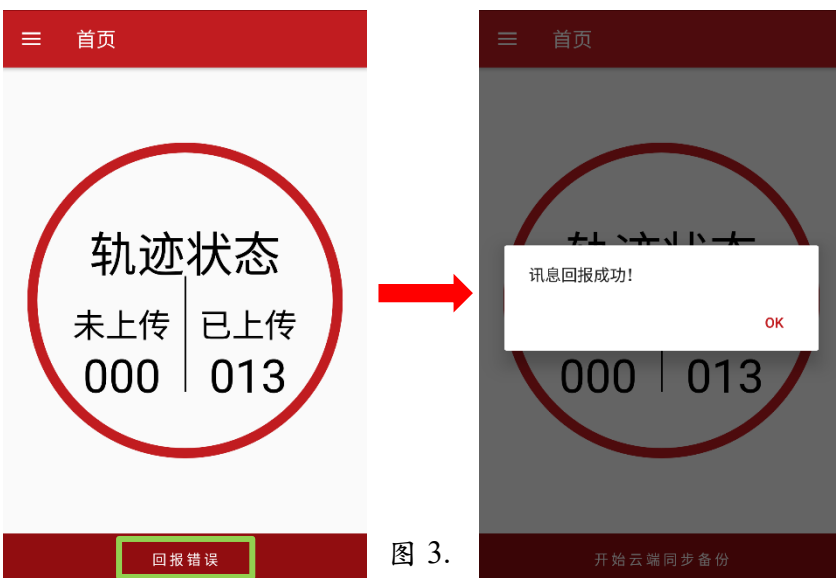 首页
轨迹状态
未上传 已上传
000 013
回报错误
图 3.
首页
讯息回报成功!
OK
000 013
开始云端同步备份